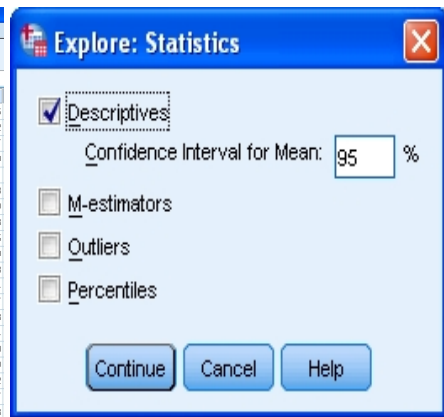 Explore: Statistics
Descriptives
Confidence Interval for Mean: 95 %
M-estimators
Outliers
Percentiles
Continue Cancel Help